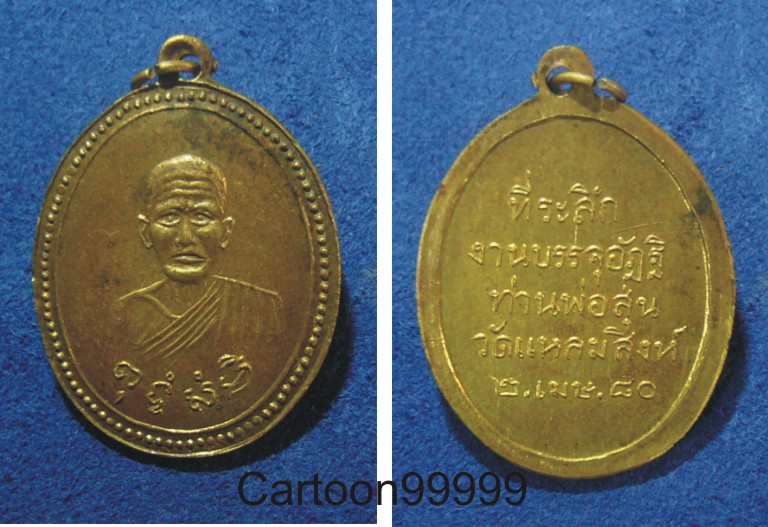 ที่ระลึก
งานบรรจุอัฏฐิ
ท่านพ่อสุ่น
วัดแหลมสิงห์
๒.เมษ.๘๐
Cartoon99999